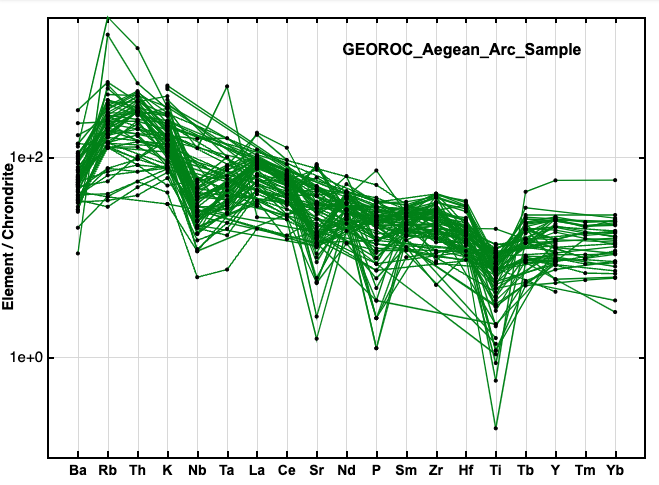 GEOROC_Aegean_Arc_Sample
Element / Chrondrite
1e+2
1e+0
Ba Rb Th K Nb Ta La Ce Sr Nd P Sm Zr Hf Ti Tb Y Tm Yb